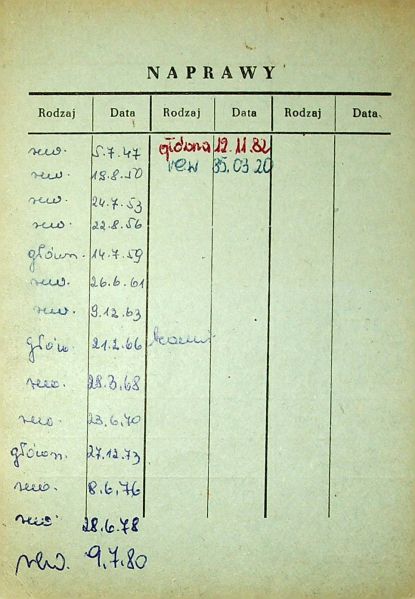 NAPRAWY
Rodzaj Data Rodzaj Data Rodzaj Data
rew. 5.7.47 główna 12.11.82
rew. 18.8.50 rew 35.03.20
rew. 24.7.53
rew. 22.8.56
główn. 14.7.59
rew. 26.6.61
rew. 9.12.63
główn. 21.2.66
rew. 28.3.68
rew. 23.6.70
główn. 27.12.73
rew. 8.6.76
rew. 28.6.78
rew. 9.7.80